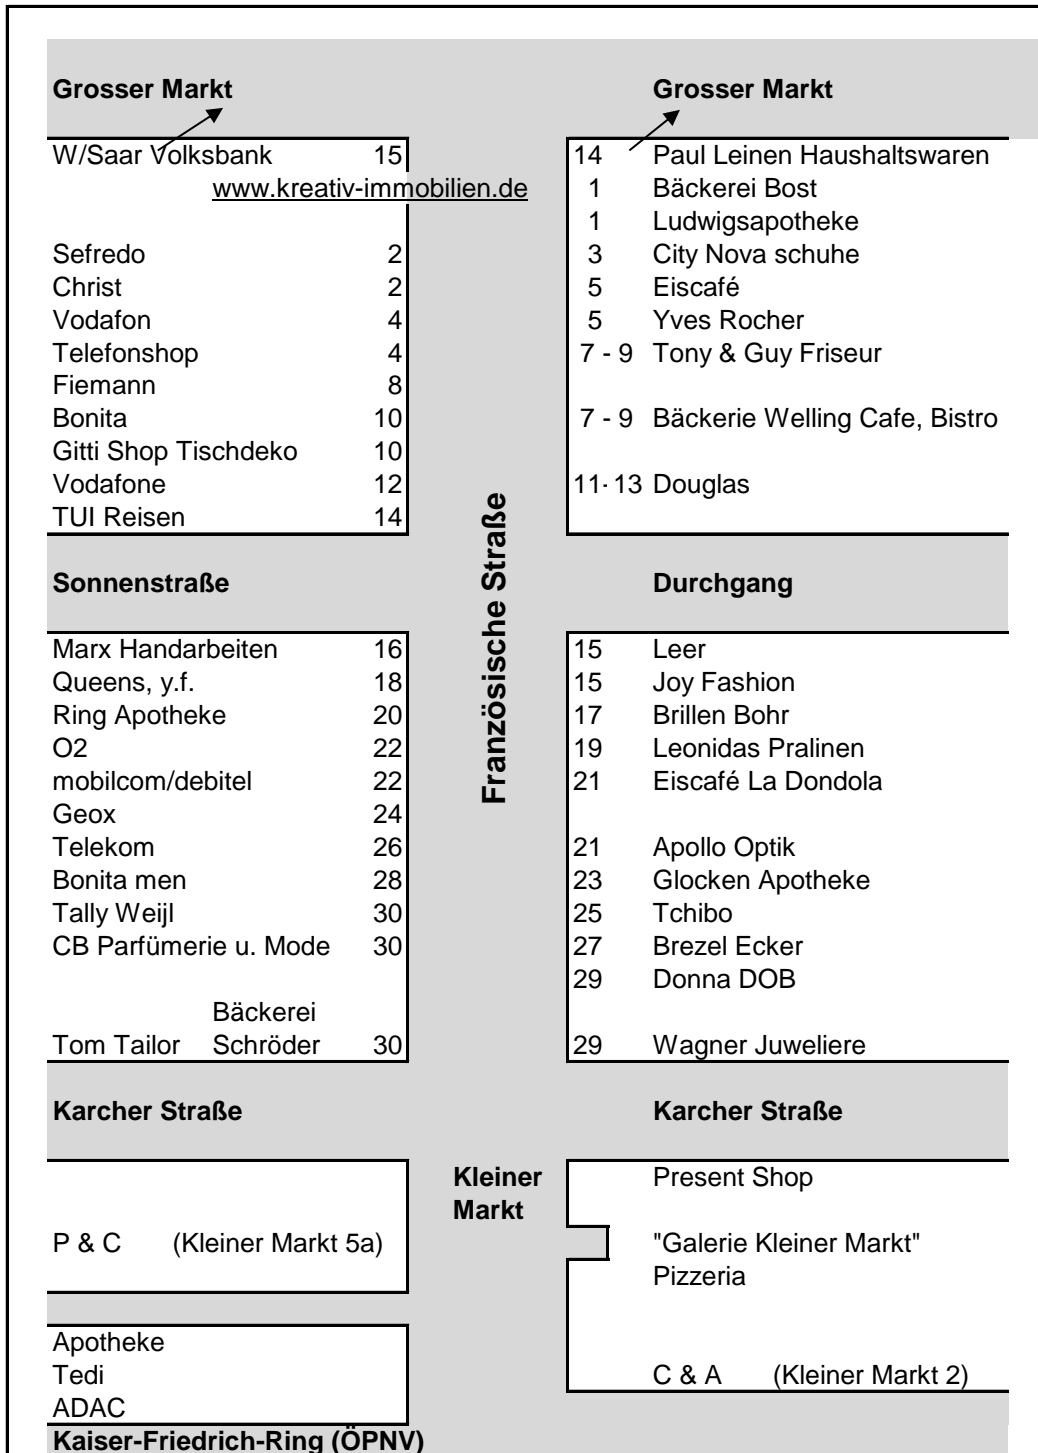 Grosser Markt Grosser Markt
W/Saar Volksbank 15 14 Paul Leinen Haushaltswaren
www.kreativ-immobilien.de 1 Bäckerei Bost
1 Ludwigsapotheke
Sefredo 2 3 City Nova schuhe
Christ 2 5 Eiscafé
Vodafon 4 5 Yves Rocher
Telefonshop 4 7 - 9 Tony & Guy Friseur
Fiemann 8
Bonita 10 7 - 9 Bäckerie Welling Cafe, Bistro
Gitti Shop Tischdeko 10
Vodafone 12 11- 13 Douglas
TUI Reisen 14
Französische Straße
Sonnenstraße Durchgang
Marx Handarbeiten 16 15 Leer
Queens, y.f. 18 15 Joy Fashion
Ring Apotheke 20 17 Brillen Bohr
O2 22 19 Leonidas Pralinen
mobilcom/debitel 22 21 Eiscafé La Dondola
Geox 24
Telekom 26 21 Apollo Optik
Bonita men 28 23 Glocken Apotheke
Tally Weijl 30 25 Tchibo
CB Parfümerie u. Mode 30 27 Brezel Ecker
29 Donna DOB
Bäckerei
Tom Tailor Schröder 30 29 Wagner Juweliere
Karcher Straße Karcher Straße
Kleiner Present Shop
Markt
P & C (Kleiner Markt 5a) "Galerie Kleiner Markt"
Pizzeria
Apotheke
Tedi C & A (Kleiner Markt 2)
ADAC
Kaiser-Friedrich-Ring (ÖPNV)